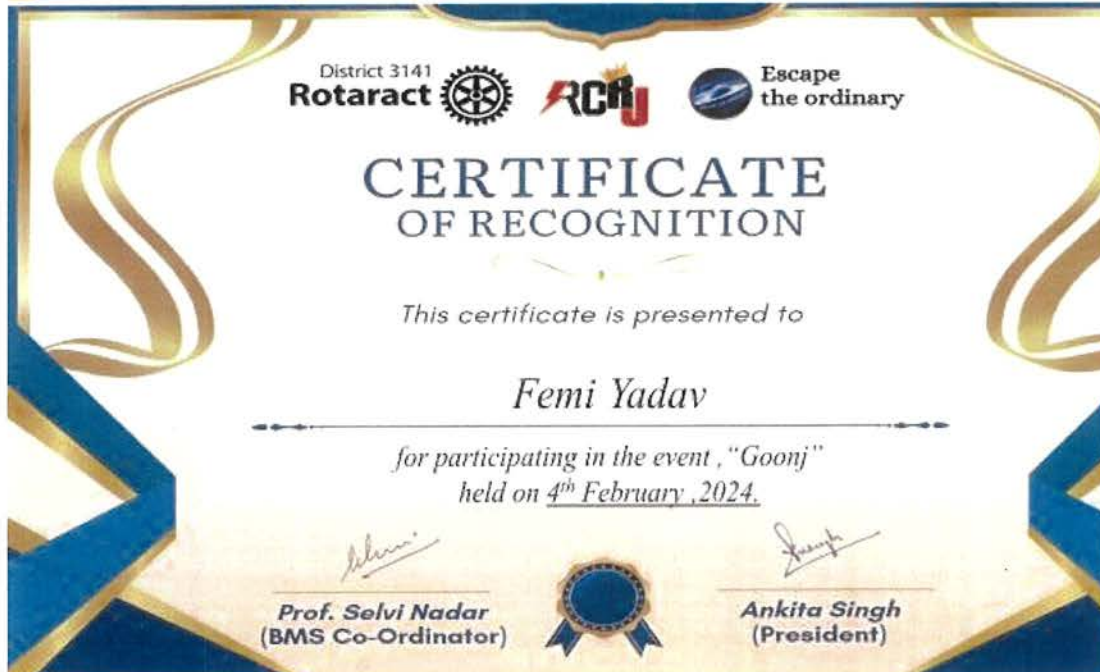 District 3141
Rotaract
RCRJ
Escape
the ordinary
CERTIFICATE
OF RECOGNITION
This certificate is presented to
Femi Yadav
for participating in the event , “Goonj”
held on 4th February ,2024.
Prof. Selvi Nadar
(BMS Co-Ordinator)
Ankita Singh
(President)